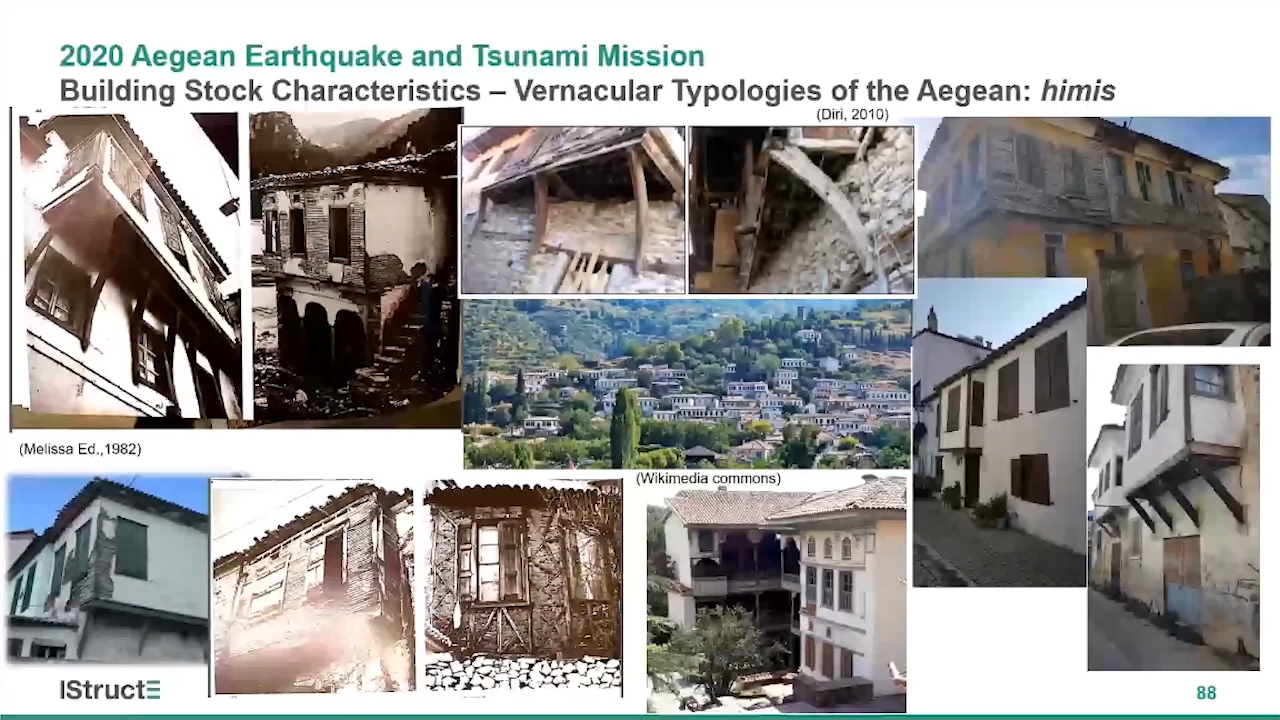 2020 Aegean Earthquake and Tsunami Mission
Building Stock Characteristics – Vernacular Typologies of the Aegean: himis
(Diri, 2010)
(Melissa Ed.,1982)
(Wikimedia commons)
IStructE
88